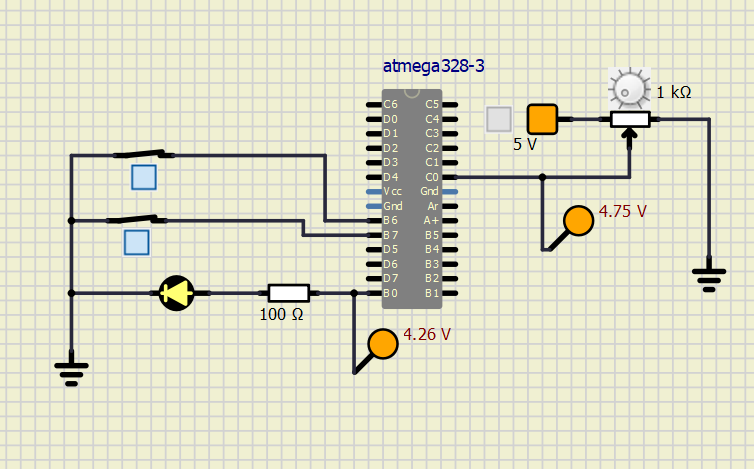 atmega328-3
1 kΩ
5 V
C6 C5
D0 C4
D1 C3
D2 C2
D3 C1
D4 C0
Vcc Gnd
Gnd Ar
B6 A+
B7 B5
D5 B4
D6 B3
D7 B2
B0 B1
4.75 V
100 Ω
4.26 V